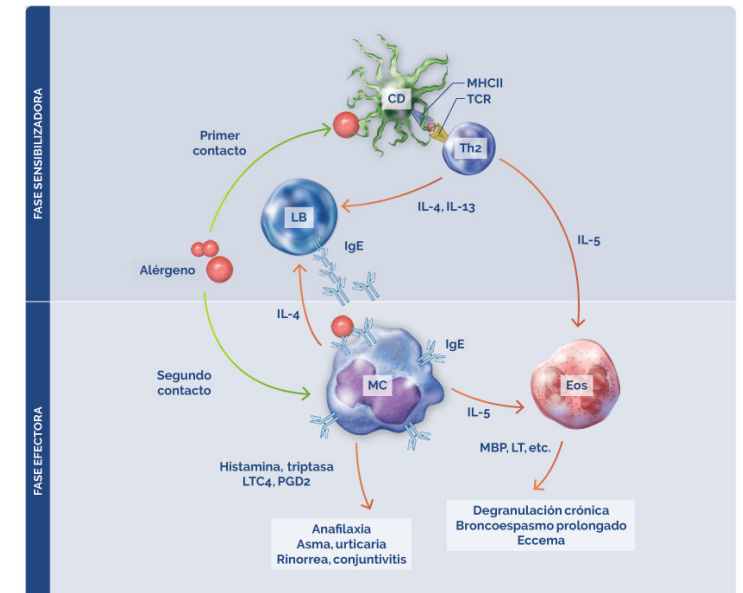 FASE SENSIBILIZADORA
CD
MHCII
TCR
Primer
contacto
Th2
IL-4, IL-13
LB
IgE
IL-5
Alérgeno
FASE EFECTORA
IL-4
IgE
Segundo
contacto
MC
IL-5
Eos
MBP, LT, etc.
Histamina, triptasa
LTC4, PGD2
Anafilaxia
Asma, urticaria
Rinorrea, conjuntivitis
Degranulación crónica
Broncoespasmo prolongado
Eccema